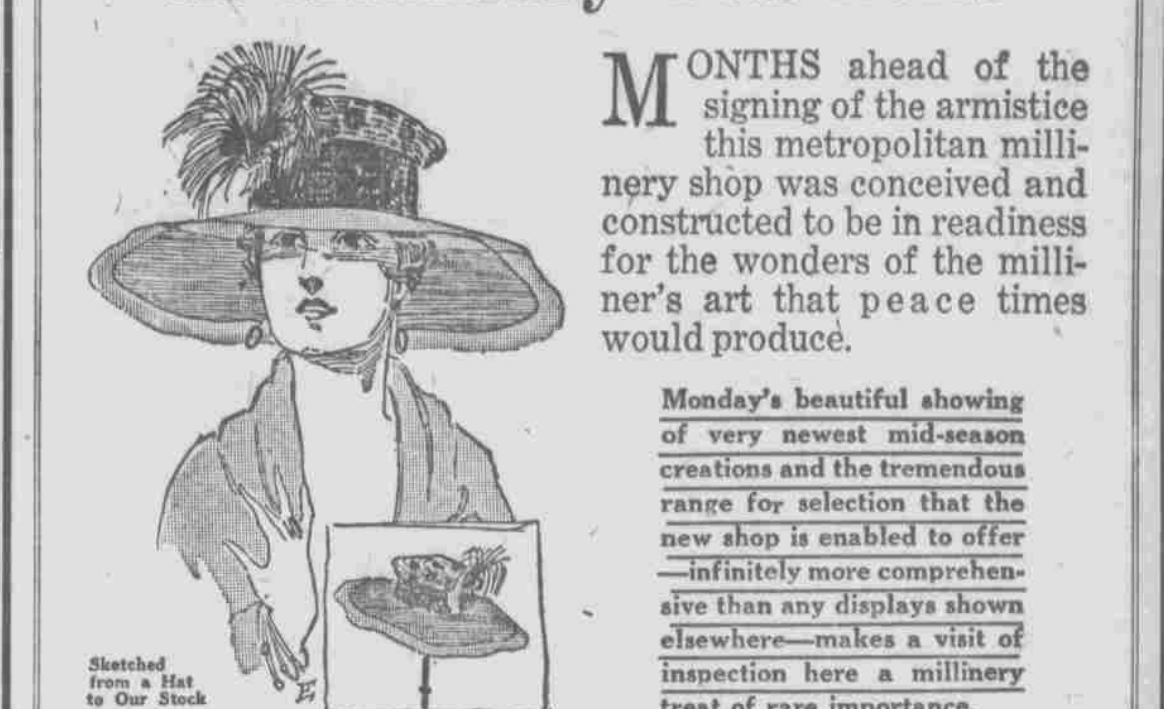 MONTHS ahead of the
signing of the armistice
this metropolitan milli-
nery shop was conceived and
constructed to be in readiness
for the wonders of the milli-
ner's art that peace times
would produce.
Monday's beautiful showing
of very newest mid-season
creations and the tremendous
range for selection that the
new shop is enabled to offer
—infinitely more comprehen-
sive than any displays shown
elsewhere—makes a visit of
inspection here a millinery
treat of rare importance.
Sketched
from a Hat
to Our Stock